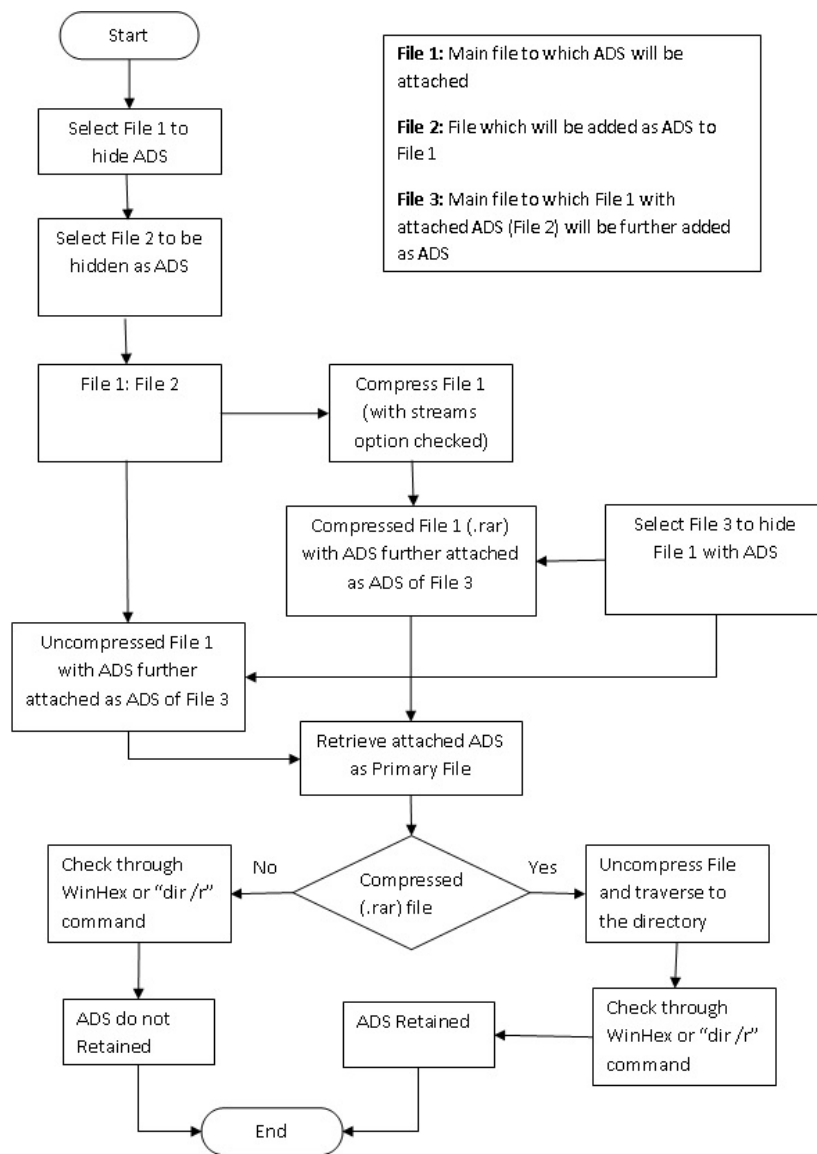 Start
File 1: Main file to which ADS will be
attached
File 2: File which will be added as ADS to
File 1
File 3: Main file to which File 1 with
attached ADS (File 2) will be further added
as ADS
Select File 1 to
hide ADS
Select File 2 to be
hidden as ADS
File 1: File 2
Compress File 1
(with streams
option checked)
Compressed File 1 (.rar)
with ADS further attached
as ADS of File 3
Select File 3 to hide
File 1 with ADS
Uncompressed File 1
with ADS further
attached as ADS of File 3
Retrieve attached ADS
as Primary File
Compressed
(.rar) file
No
Yes
Check through
WinHex or “dir /r”
command
Uncompress File
and traverse to
the directory
ADS do not
Retained
ADS Retained
Check through
WinHex or “dir /r”
command
End